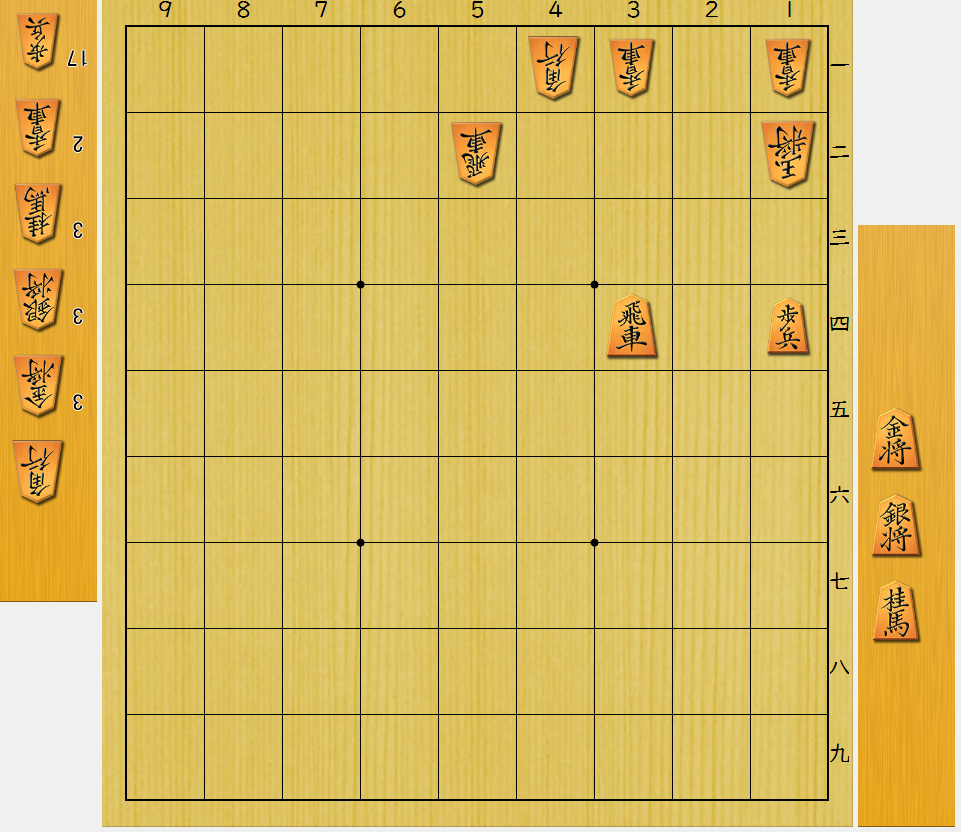 9 8 7 6 5 4 3 2 1
角行 香車 香車 一
飛車 玉将 二
三
飛車 歩兵 四
五
六
七
八
九
歩兵 17
香車 2
桂馬 3
銀将 3
金将 3
角行
金将
銀将
桂馬